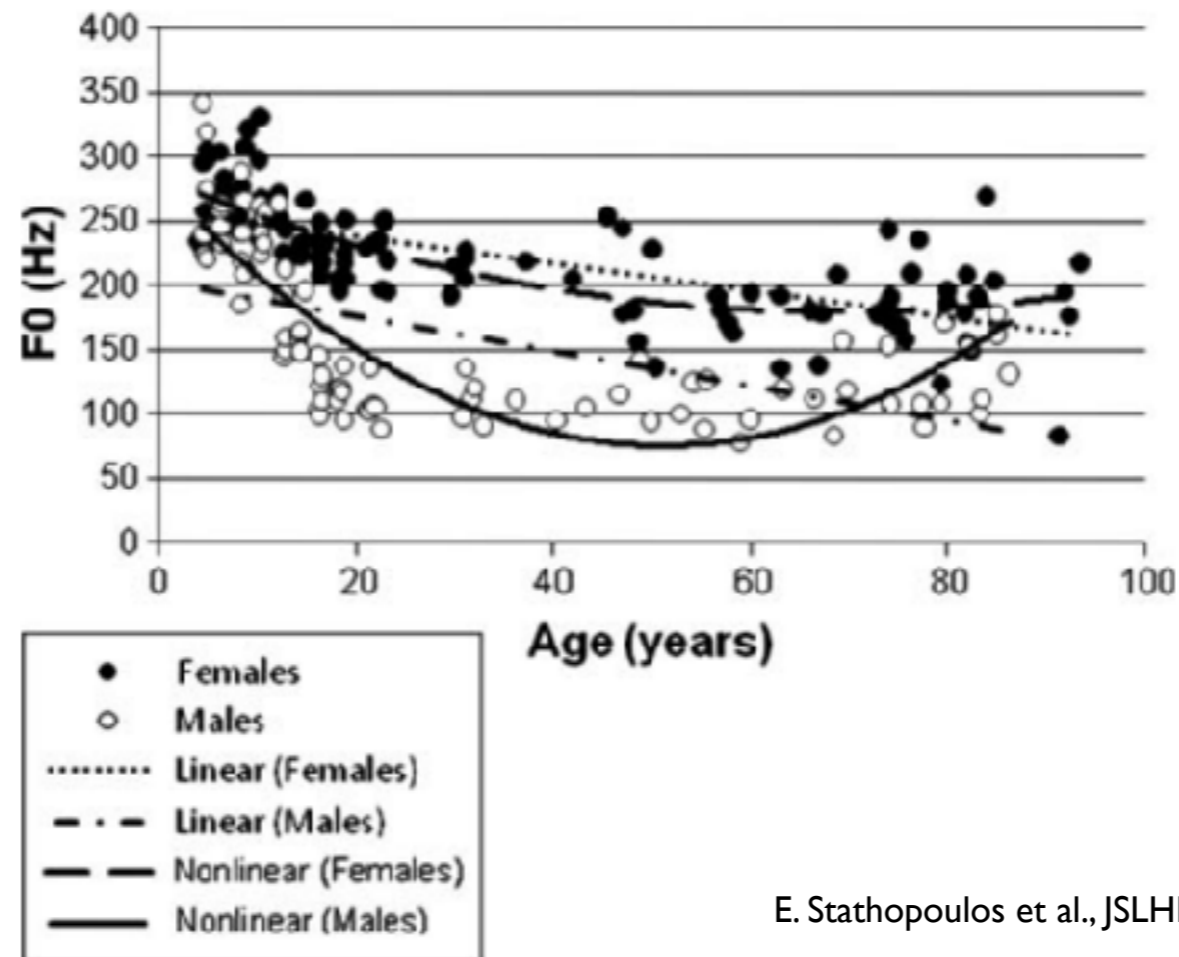 400
350
300
250
200
150
100
50
0
F0 (Hz)
0 20 40 60 80 100
Age (years)
Females
Males
Linear (Females)
Linear (Males)
Nonlinear (Females)
Nonlinear (Males)
E. Stathopoulos et al.,